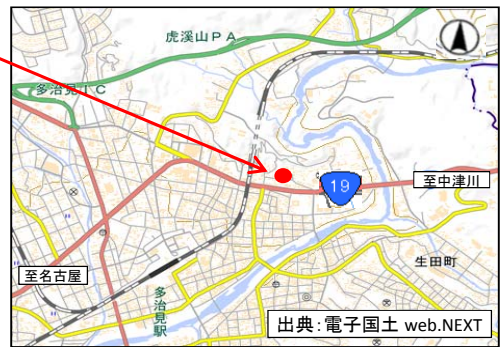 虎渓山PA
多治見IC
19
至中津川
生田町
至名古屋
多治見駅
出典:電子国土 web.NEXT